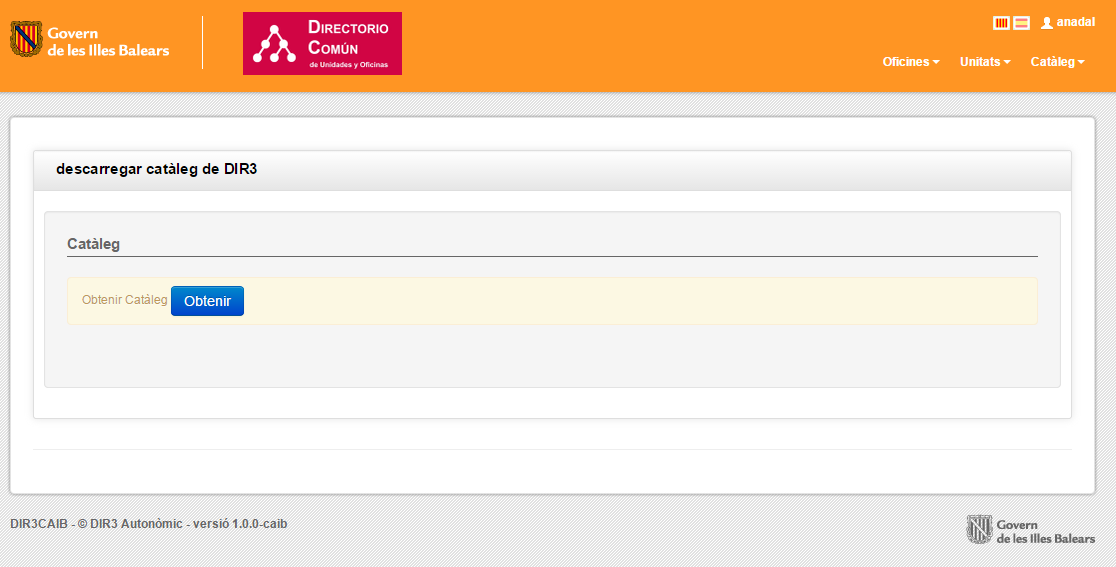 Govern
de les Illes Balears
DIRECTORIO
COMÚN
de Unidades y Oficinas
anadal
Oficines
Unitats
Catàleg
descarregar catàleg de DIR3
Catàleg
Obtenir Catáleg
Obtenir
DIR3CAIB - © DIR3 Autonòmic - versió 1.0.0-caib
Govern
de les Illes Balears